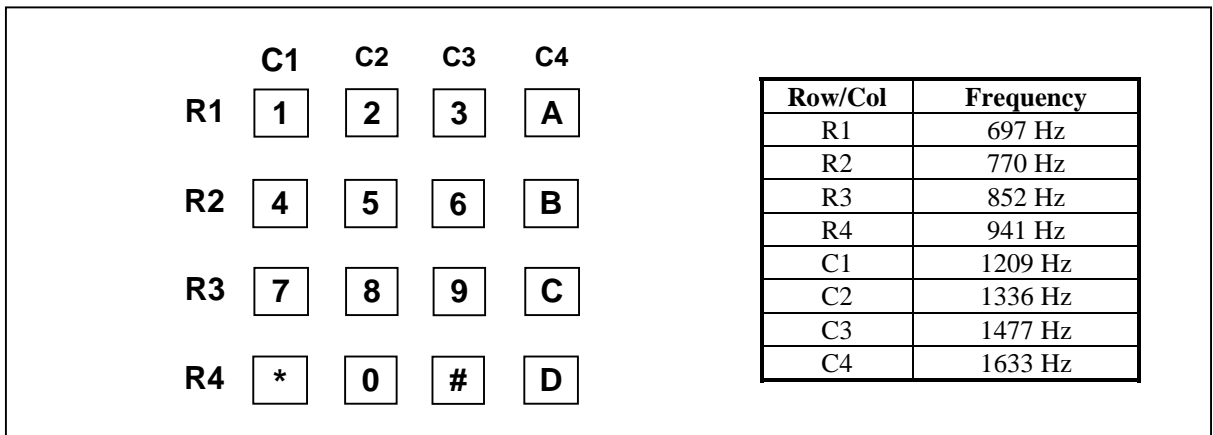 C1 C2 C3 C4
R1 1 2 3 A
R2 4 5 6 B
R3 7 8 9 C
R4 * 0 # D
Row/Col Frequency
R1 697 Hz
R2 770 Hz
R3 852 Hz
R4 941 Hz
C1 1209 Hz
C2 1336 Hz
C3 1477 Hz
C4 1633 Hz